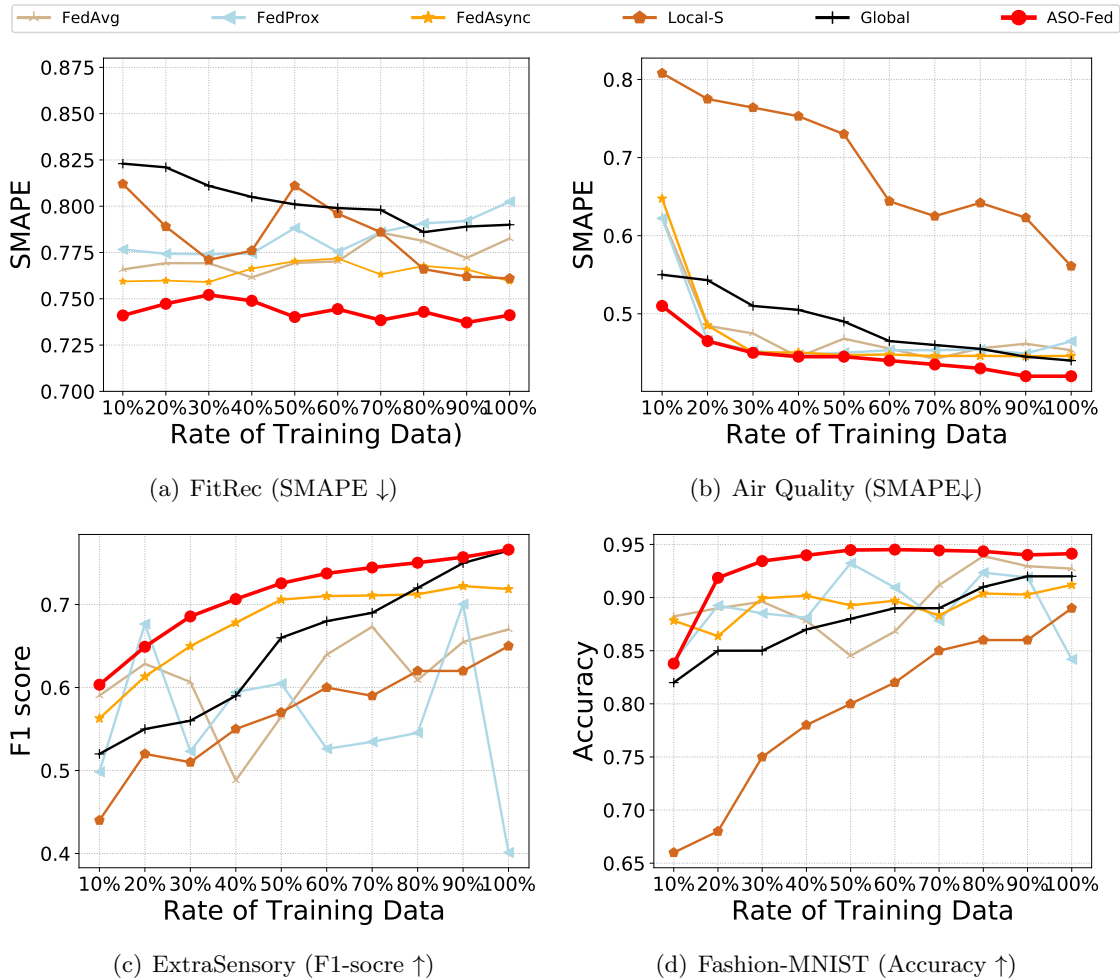 FedAvg FedProx FedAsync Local-S Global ASO-Fed
0.875
0.850
0.825
0.800
0.775
0.750
0.725
0.700
SMAPE
10% 20% 30% 40% 50% 60% 70% 80% 90% 100%
Rate of Training Data)
(a) FitRec (SMAPE ↓)
0.8
0.7
0.6
0.5
SMAPE
10% 20% 30% 40% 50% 60% 70% 80% 90% 100%
Rate of Training Data
(b) Air Quality (SMAPE↓)
0.7
0.6
0.5
0.4
F1 score
10% 20% 30% 40% 50% 60% 70% 80% 90% 100%
Rate of Training Data
(c) ExtraSensory (F1-socre ↑)
0.95
0.90
0.85
0.80
0.75
0.70
0.65
Accuracy
10% 20% 30% 40% 50% 60% 70% 80% 90% 100%
Rate of Training Data
(d) Fashion-MNIST (Accuracy ↑)